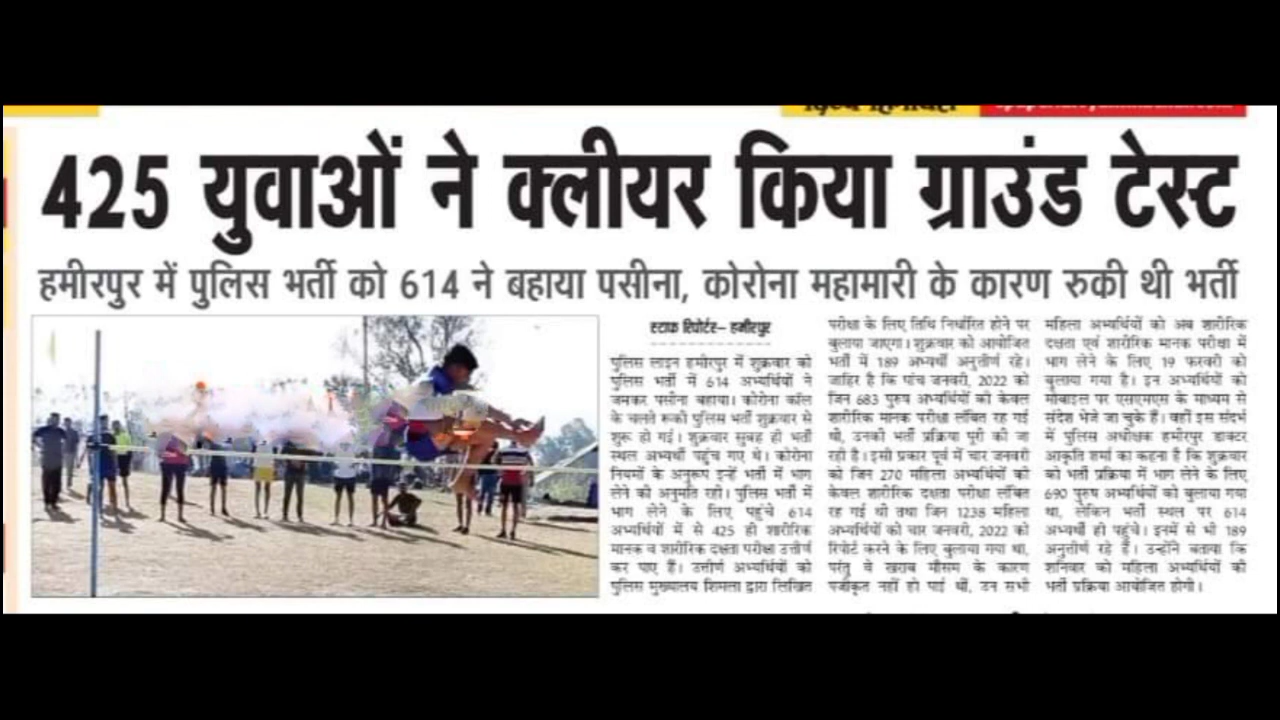 425 युवाओं ने क्लीयर किया ग्राउंड टेस्ट
हमीरपुर में पुलिस भर्ती को 614 ने बहाया पसीना, कोरोना महामारी के कारण रुकी थी भर्ती
स्टाफ रिपोर्टर– हमीरपुर
पुलिस लाइन हमीरपुर में शुक्रवार को
पुलिस भर्ती में 614 अभ्यर्थियों ने
जमकर पसीना बहाया। कोरोना कॉल
के चलते रूकी पुलिस भर्ती शुक्रवार से
शुरू हो गई। शुक्रवार सुबह ही भर्ती
स्थल अभ्यर्थी पहुंच गए थे। कोरोना
नियमों के अनुरूप इन्हें भर्ती में भाग
लेने की अनुमति रही। पुलिस भर्ती में
भाग लेने के लिए पहुंचे 614
अभ्यर्थियों में से 425 ही शारीरिक
मानक व शारीरिक दक्षता परीक्षा उत्तीर्ण
कर पाए हैं। उत्तीर्ण अभ्यर्थियों को
पुलिस मुख्यालय शिमला द्वारा लिखित
परीक्षा के लिए तिथि निर्धारित होने पर
बुलाया जाएगा। शुक्रवार को आयोजित
भर्ती में 189 अभ्यर्थी अनुत्तीर्ण रहे।
जाहिर है कि पांच जनवरी, 2022 को
जिन 683 पुरुष अभ्यर्थियों की केवल
शारीरिक मानक परीक्षा लंबित रह गई
थी, उनकी भर्ती प्रक्रिया पूरी की जा
रही है। इसी प्रकार पूर्व में चार जनवरी
को जिन 270 महिला अभ्यर्थियों की
केवल शारीरिक दक्षता परीक्षा लंबित
रह गई थी तथा जिन 1238 महिला
अभ्यर्थियों को चार जनवरी, 2022 को
रिपोर्ट करने के लिए बुलाया गया था,
परंतु वे खराब मौसम के कारण
पंजीकृत नहीं हो पाई थीं, उन सभी
महिला अभ्यर्थियों को अब शारीरिक
दक्षता एवं शारीरिक मानक परीक्षा में
भाग लेने के लिए 19 फरवरी को
बुलाया गया है। इन अभ्यर्थियों को
मोबाइल पर एसएमएस के माध्यम से
संदेश भेजे जा चुके हैं। वहीं इस संदर्भ
में पुलिस अधीक्षक हमीरपुर डाक्टर
आकृति शर्मा का कहना है कि शुक्रवार
को भर्ती प्रक्रिया में भाग लेने के लिए
690 पुरुष अभ्यर्थियों को बुलाया गया
था, लेकिन भर्ती स्थल पर 614
अभ्यर्थी ही पहुंचे। इनमें से भी 189
अनुत्तीर्ण रहे हैं। उन्होंने बताया कि
शनिवार को महिला अभ्यर्थियों की
भर्ती प्रक्रिया आयोजित होगी।